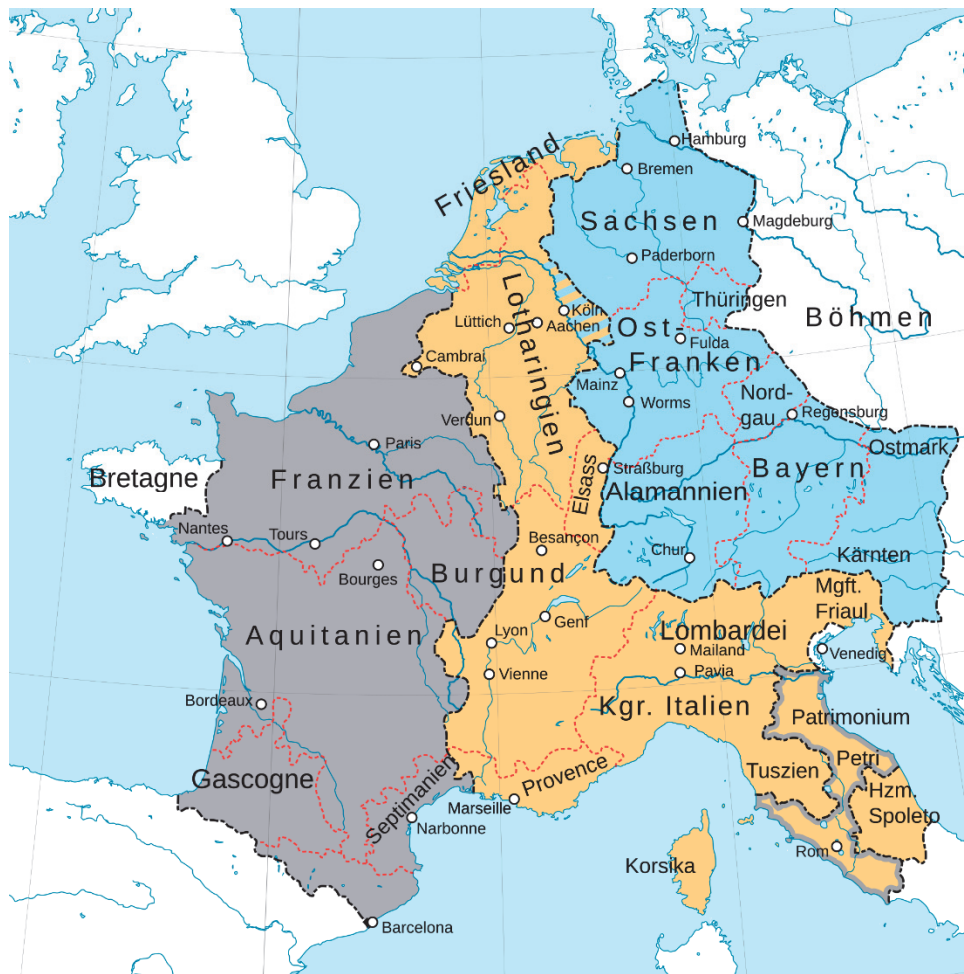 Hamburg
Friesland
Bremen
Sachsen
Magdeburg
Paderborn
Thüringen
Böhmen
Lotharingien
Köln
Lüttich
Aachen
Ost-
Franken
Fulda
Cambrai
Mainz
Worms
Nord-
gau
Regensburg
Verdun
Paris
Ostmark
Bretagne
Franzien
Straßburg
Elsass
Alamannien
Bayern
Nantes
Tours
Besançon
Chur
Kärnten
Bourges
Burgund
Mgft.
Friaul
Genf
Aquitanien
Lyon
Lombardei
Mailand
Venedig
Vienne
Pavia
Bordeaux
Kgr. Italien
Patrimonium
Petri
Gascogne
Septimanien
Provence
Tuszien
Hzm.
Spoleto
Marseille
Narbonne
Rom
Korsika
Barcelona